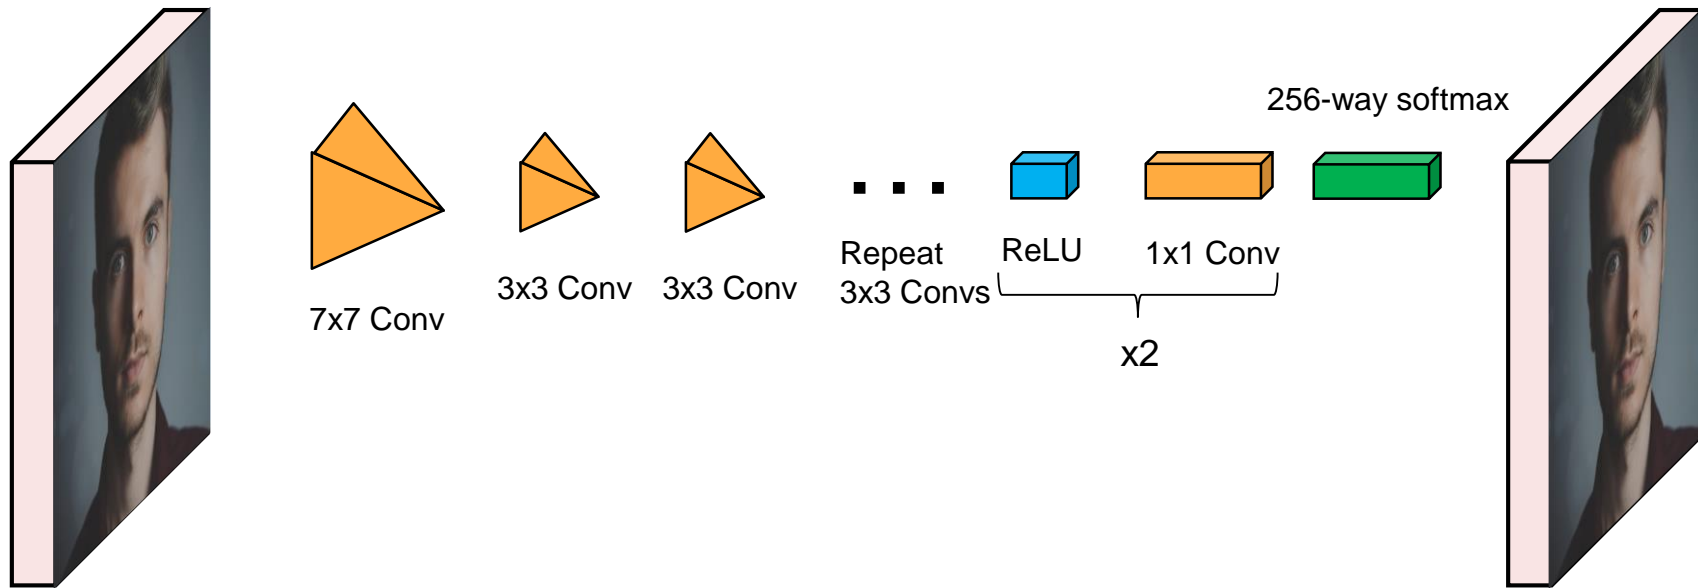 256-way softmax
7x7 Conv
3x3 Conv
3x3 Conv
Repeat
3x3 Convs
ReLU
1x1 Conv
x2